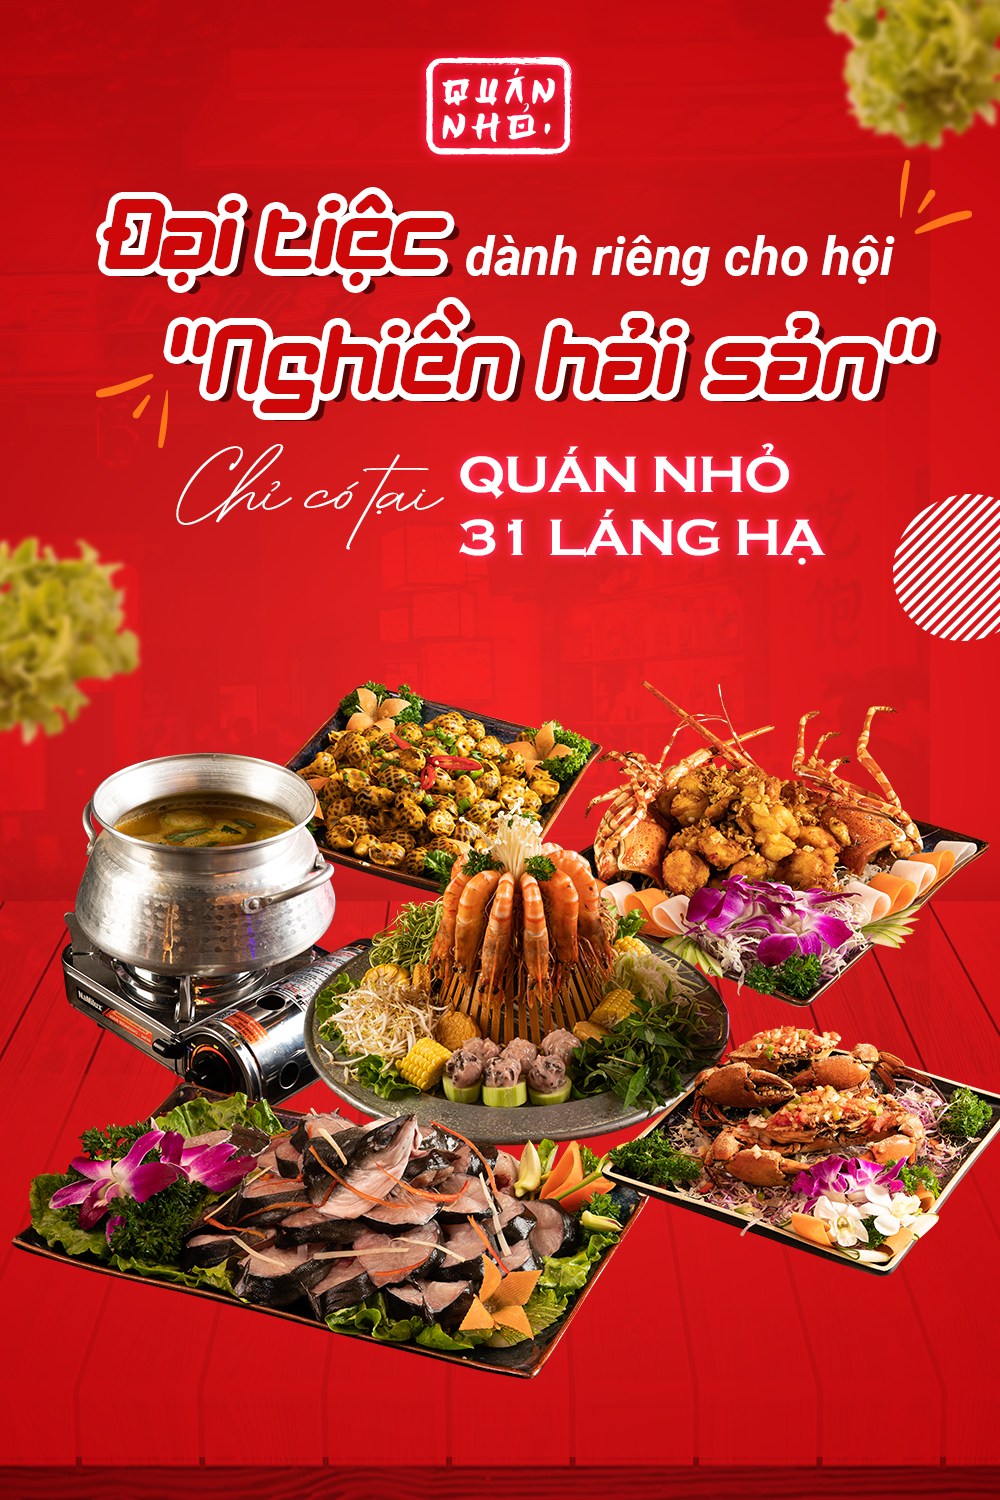 QUÁN
NHỎ.
Đại tiệc dành riêng cho hội
"Nghiền hải sản"
Chỉ có tại QUÁN NHỎ
31 LÁNG HẠ
NaMilux